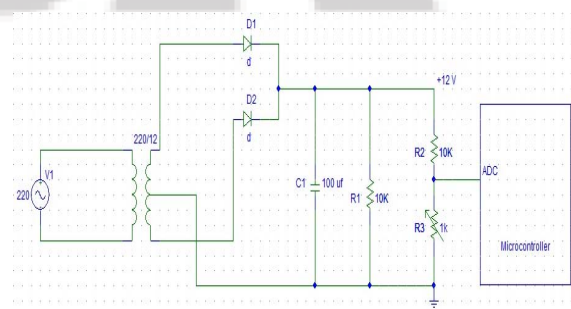 D1
d
D2
d
+12 V
220/12
V1
220
C1
100 uf
R1
10K
R2
10K
R3
1k
ADC
Microcontroller